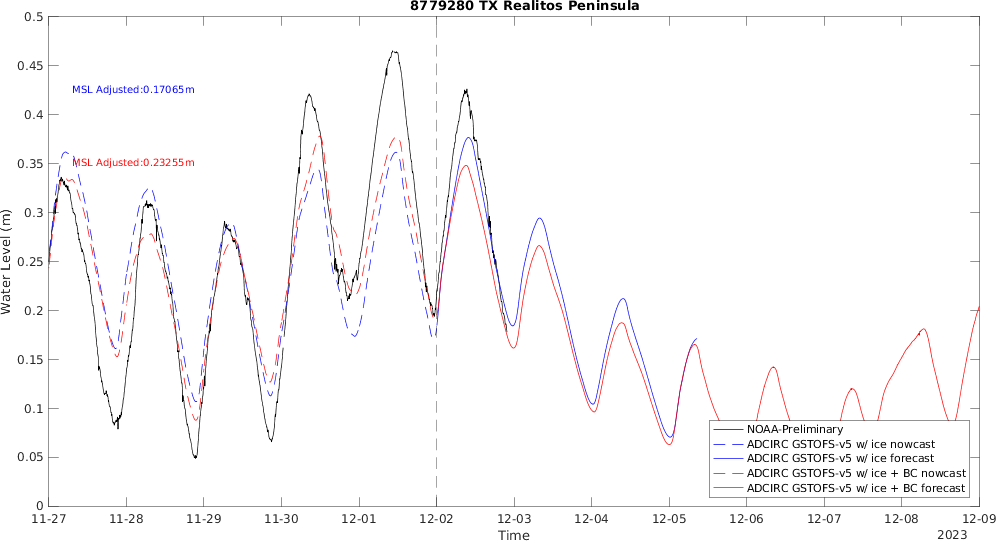 8779280 TX Realitos Peninsula
0.5
0.45
0.4
0.35
0.3
0.25
0.2
0.15
0.1
0.05
0
Water Level (m)
MSL Adjusted:0.17065m
MSL Adjusted:0.23255m
NOAA-Preliminary
ADCIRC GSTOFS-v5 w/ ice nowcast
ADCIRC GSTOFS-v5 w/ ice forecast
ADCIRC GSTOFS-v5 w/ ice + BC nowcast
ADCIRC GSTOFS-v5 w/ ice + BC forecast
11-27 11-28 11-29 11-30 12-01 12-02 12-03 12-04 12-05 12-06 12-07 12-08 12-09
Time
2023